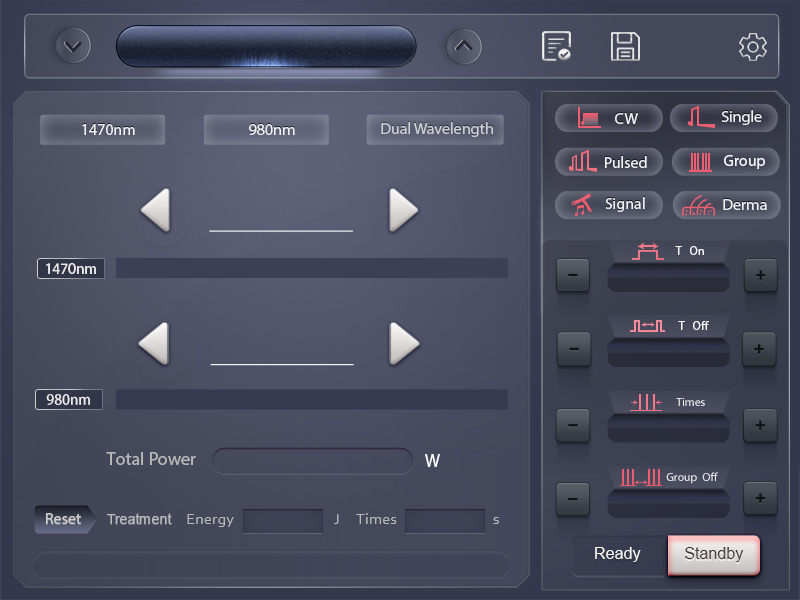 1470nm 980nm Dual Wavelength
CW Single
Pulsed Group
Signal Derma
1470nm
980nm
Total Power W
Reset Treatment Energy J Times s
− T On +
− T Off +
− Times +
− Group Off +
Ready Standby